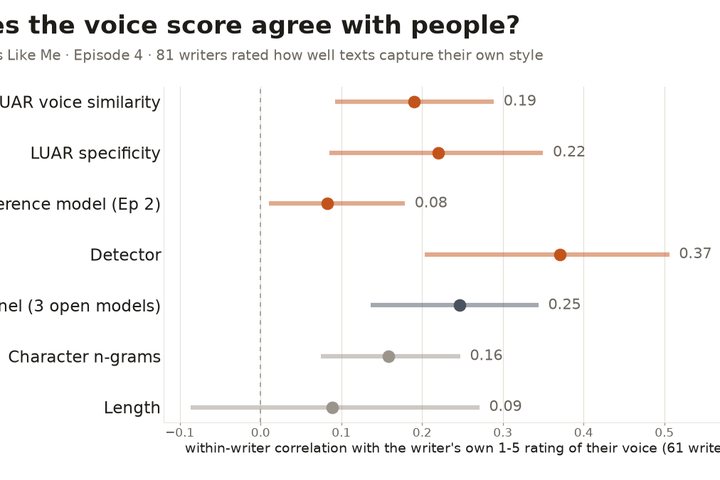 es the voice score agree with people?
s Like Me · Episode 4 · 81 writers rated how well texts capture their own style
UAR voice similarity
0.19
LUAR specificity
0.22
erence model (Ep 2)
0.08
Detector
0.37
nel (3 open models)
0.25
Character n-grams
0.16
Length
0.09
−0.1 0.0 0.1 0.2 0.3 0.4 0.5
within-writer correlation with the writer's own 1-5 rating of their voice (61 write